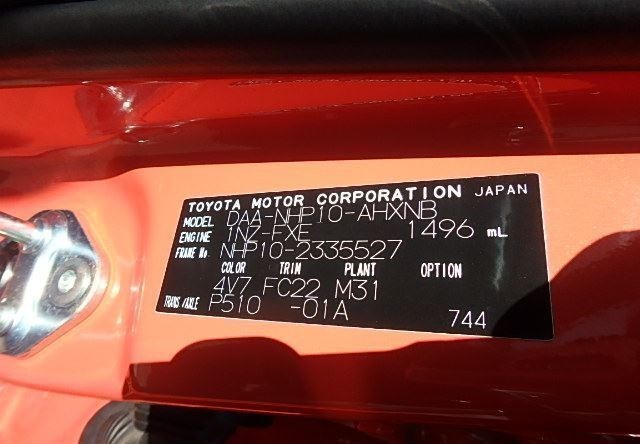 TOYOTA MOTOR CORPORATION JAPAN
MODEL DAA-NHP10-AHXNB
ENGINE 1NZ-FXE 1496 mL
FRAME No. NHP10-2335527
COLOR TRIM PLANT OPTION
4V7 FC22 M31
TRANS/AXLE P510 -01A
744